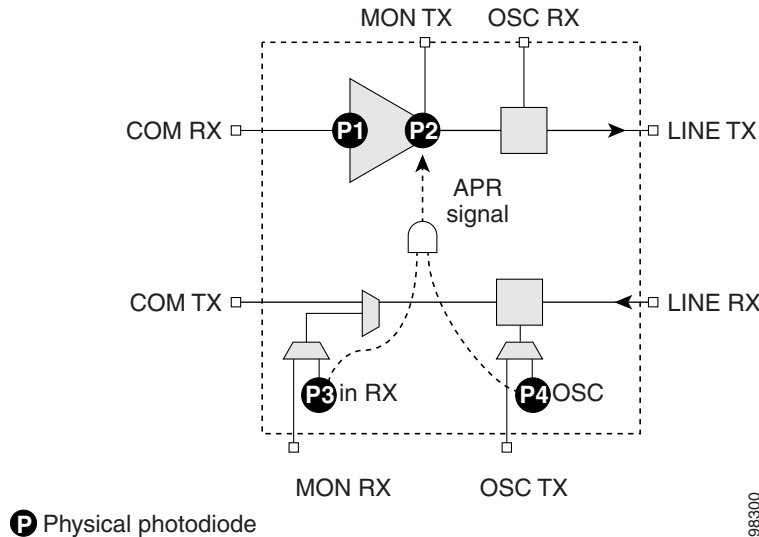 MON TX OSC RX
COM RX P1 P2 LINE TX
APR
signal
COM TX LINE RX
P3 in RX P4 OSC
MON RX OSC TX
P Physical photodiode
98300